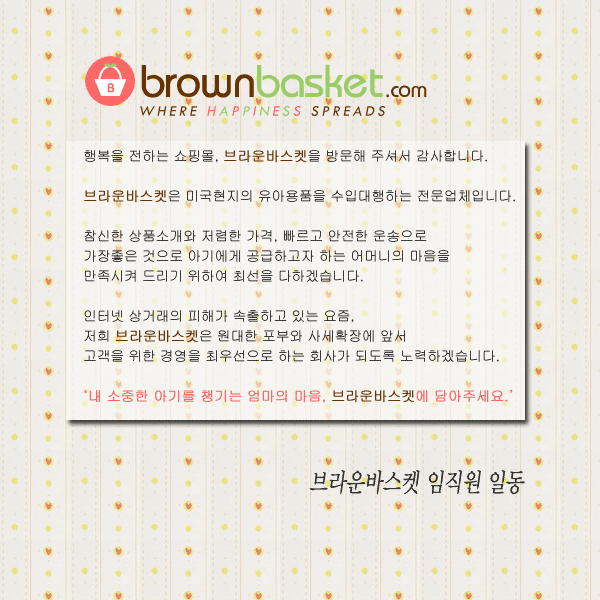 B
brownbasket.com
WHERE HAPPINESS SPREADS
행복을 전하는 쇼핑몰, 브라운바스켓을 방문해 주셔서 감사합니다.
브라운바스켓은 미국현지의 유아용품을 수입대행하는 전문업체입니다.
참신한 상품소개와 저렴한 가격, 빠르고 안전한 운송으로
가장좋은 것으로 아기에게 공급하고자 하는 어머니의 마음을
만족시켜 드리기 위하여 최선을 다하겠습니다.
인터넷 상거래의 피해가 속출하고 있는 요즘,
저희 브라운바스켓은 원대한 포부와 사세확장에 앞서
고객을 위한 경영을 최우선으로 하는 회사가 되도록 노력하겠습니다.
'내 소중한 아기를 챙기는 엄마의 마음, 브라운바스켓에 담아주세요.'
브라운바스켓 임직원 일동